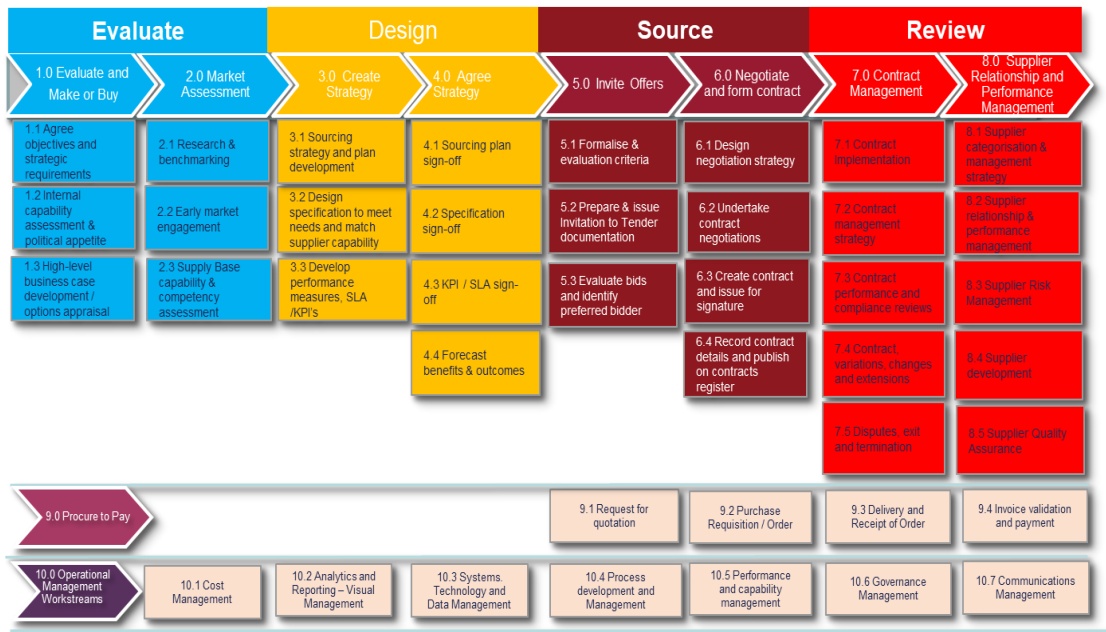 Evaluate
Design
Source
Review
1.0 Evaluate and
Make or Buy
2.0 Market
Assessment
3.0 Create
Strategy
4.0 Agree
Strategy
5.0 Invite Offers
6.0 Negotiate
and form contract
7.0 Contract
Management
8.0 Supplier
Relationship and
Performance
Management
1.1 Agree
objectives and
strategic
requirements
2.1 Research &
benchmarking
3.1 Sourcing
strategy and plan
development
4.1 Sourcing plan
sign-off
5.1 Formalise &
evaluation criteria
6.1 Design
negotiation strategy
7.1 Contract
Implementation
8.1 Supplier
categorisation &
management
strategy
1.2 Internal
capability
assessment &
political appetite
2.2 Early market
engagement
3.2 Design
specification to meet
needs and match
supplier capability
4.2 Specification
sign-off
5.2 Prepare & issue
Invitation to Tender
documentation
6.2 Undertake
contract
negotiations
7.2 Contract
management
strategy
8.2 Supplier
relationship &
performance
management
1.3 High-level
business case
development /
options appraisal
2.3 Supply Base
capability &
competency
assessment
3.3 Develop
performance
measures, SLA
/KPI's
4.3 KPI / SLA sign-
off
5.3 Evaluate bids
and identify
preferred bidder
6.3 Create contract
and issue for
signature
7.3 Contract
performance and
compliance reviews
8.3 Supplier Risk
Management
4.4 Forecast
benefits & outcomes
6.4 Record contract
details and publish
on contracts
register
7.4 Contract,
variations, changes
and extensions
8.4 Supplier
development
7.5 Disputes, exit
and termination
8.5 Supplier Quality
Assurance
9.0 Procure to Pay
9.1 Request for
quotation
9.2 Purchase
Requisition / Order
9.3 Delivery and
Receipt of Order
9.4 Invoice validation
and payment
10.0 Operational
Management
Workstreams
10.1 Cost
Management
10.2 Analytics and
Reporting – Visual
Management
10.3 Systems.
Technology and
Data Management
10.4 Process
development and
Management
10.5 Performance
and capability
management
10.6 Governance
Management
10.7 Communications
Management